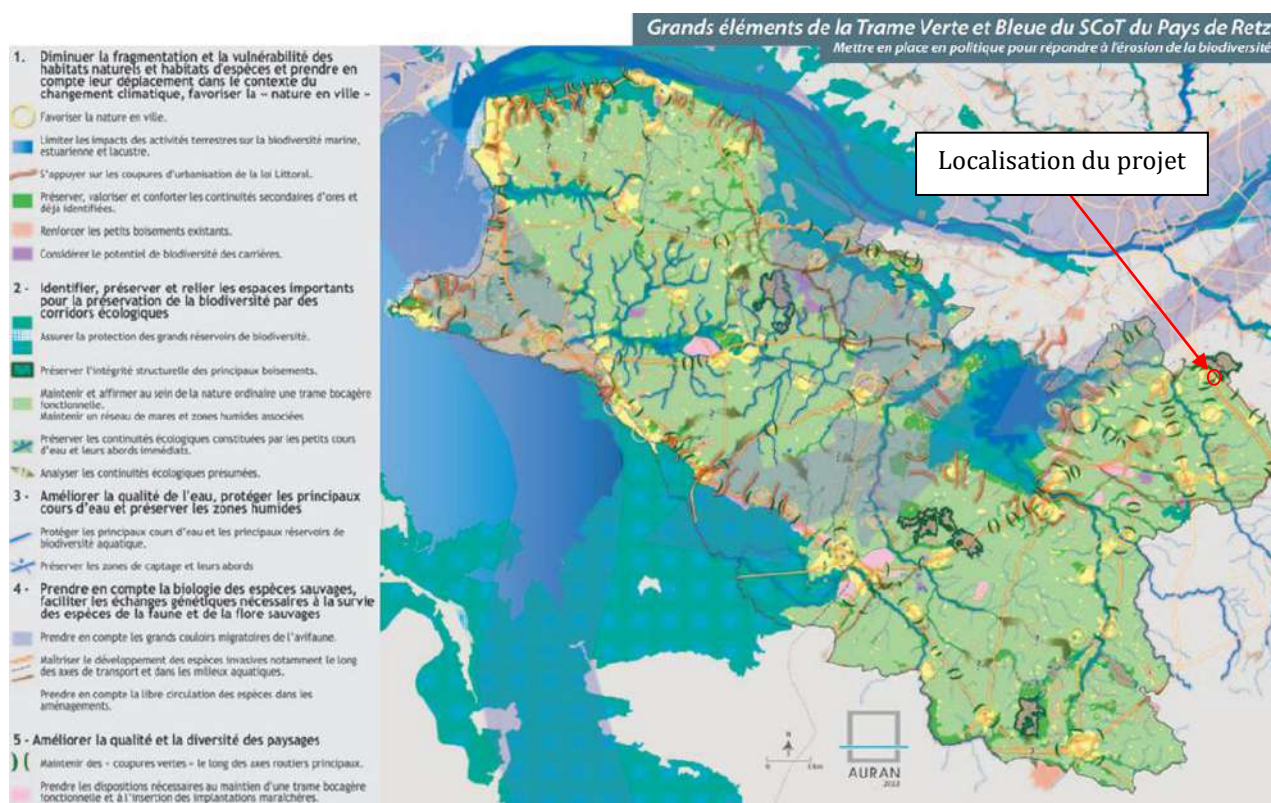 Grands éléments de la Trame Verte et Bleue du SCoT du Pays de Retz
Mettre en place en politique pour répondre à l'érosion de la biodiversité
1. Diminuer la fragmentation et la vulnérabilité des
habitats naturels et habitats d'espèces et prendre en
compte leur déplacement dans le contexte du
changement climatique, favoriser la « nature en ville »
Favoriser la nature en ville.
Limiter les impacts des activités terrestres sur la biodiversité marine,
estuarienne et lacustre.
S'appuyer sur les coupures d'urbanisation de la loi Littoral.
Préserver, valoriser et conforter les continuités secondaires d'ores et
déjà identifiées.
Renforcer les petits boisements existants.
Considérer le potentiel de biodiversité des carrières.
2 - Identifier, préserver et relier les espaces importants
pour la préservation de la biodiversité par des
corridors écologiques
Assurer la protection des grands réservoirs de biodiversité.
Préserver l'intégrité structurelle des principaux boisements.
Maintenir et affirmer au sein de la nature ordinaire une trame bocagère
fonctionnelle.
Maintenir un réseau de mares et zones humides associées
Préserver les continuités écologiques constituées par les petits cours
d'eau et leurs abords immédiats.
Analyser les continuités écologiques présumées.
3 - Améliorer la qualité de l'eau, protéger les principaux
cours d'eau et préserver les zones humides
Protéger les principaux cours d'eau et les principaux réservoirs de
biodiversité aquatique.
Préserver les zones de captage et leurs abords
4 - Prendre en compte la biologie des espèces sauvages,
faciliter les échanges génétiques nécessaires à la survie
des espèces de la faune et de la flore sauvages
Prendre en compte les grands couloirs migratoires de l'avifaune.
Maîtriser le développement des espèces invasives notamment le long
des axes de transport et dans les milieux aquatiques.
Prendre en compte la libre circulation des espèces dans les
aménagements.
5 - Améliorer la qualité et la diversité des paysages
Maintenir des « coupures vertes » le long des axes routiers principaux.
Prendre les dispositions nécessaires au maintien d'une trame bocagère
fonctionnelle et à l'insertion des implantations maraîchères.
Localisation du projet
N
0
AURAN